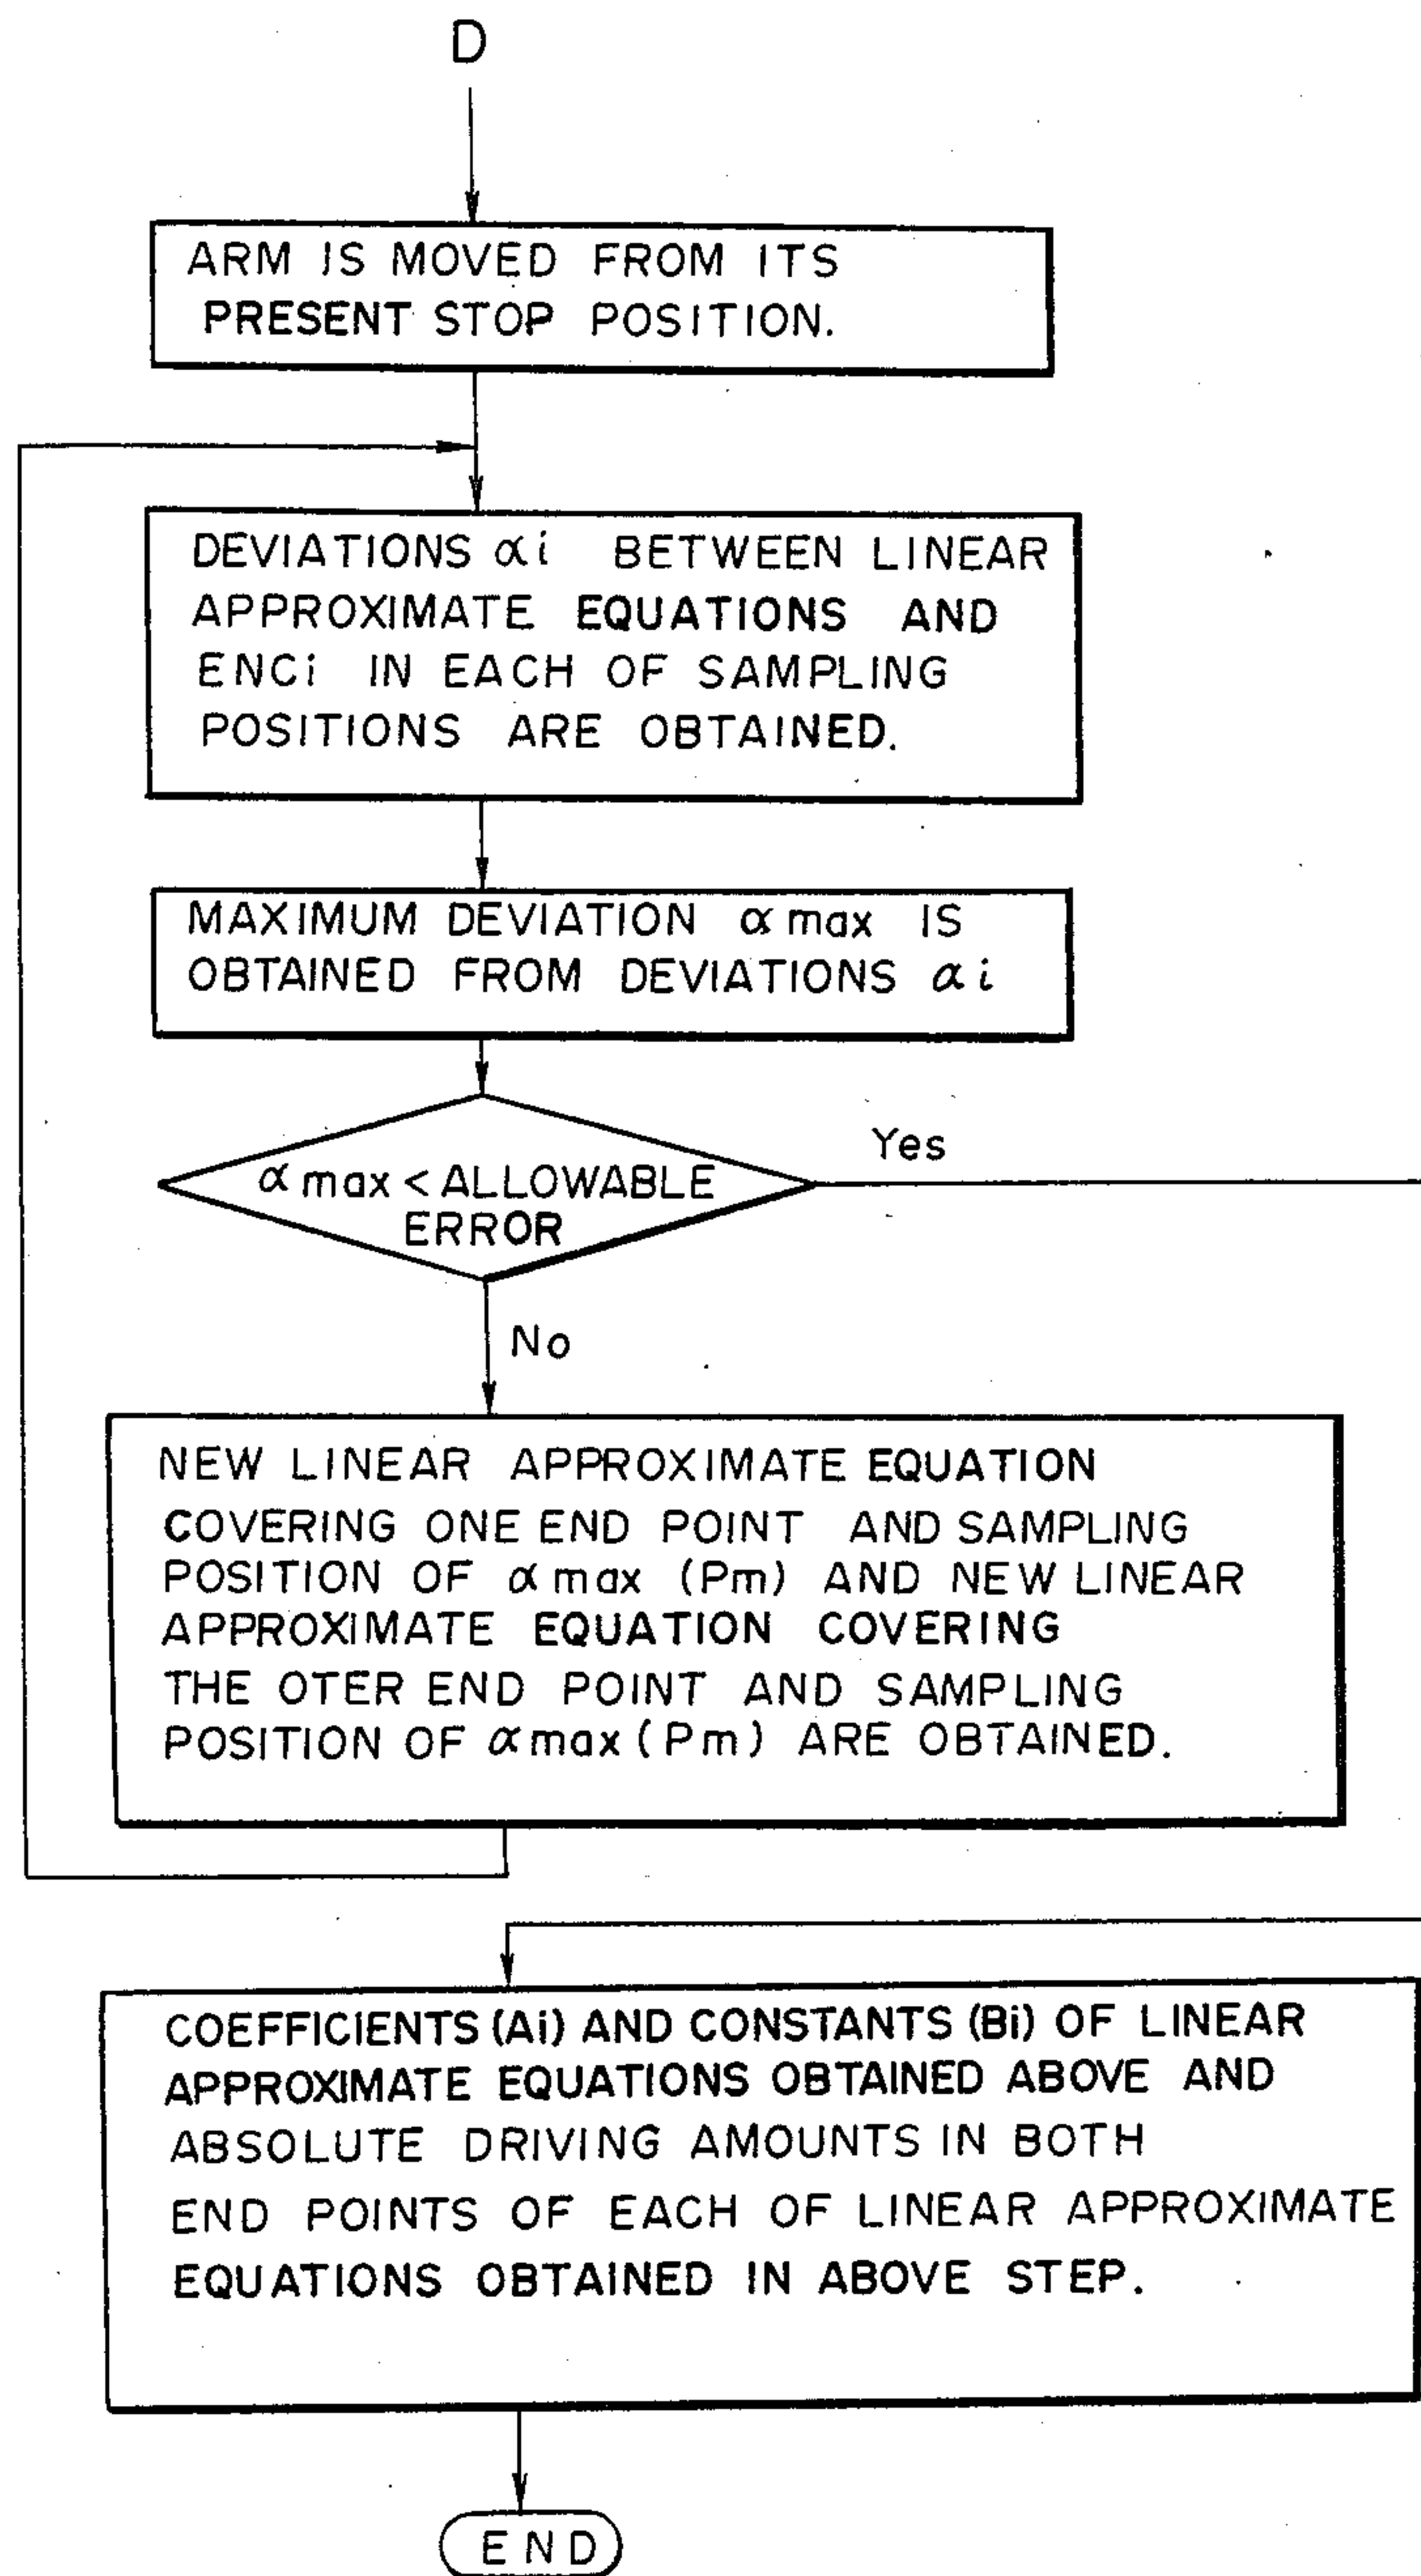 D
ARM IS MOVED FROM ITS
PRESENT STOP POSITION.
DEVIATIONS αi BETWEEN LINEAR
APPROXIMATE EQUATIONS AND
ENCi IN EACH OF SAMPLING
POSITIONS ARE OBTAINED.
MAXIMUM DEVIATION α max IS
OBTAINED FROM DEVIATIONS αi
α max < ALLOWABLE
ERROR
Yes
No
NEW LINEAR APPROXIMATE EQUATION
COVERING ONE END POINT AND SAMPLING
POSITION OF α max (Pm) AND NEW LINEAR
APPROXIMATE EQUATION COVERING
THE OTER END POINT AND SAMPLING
POSITION OF α max (Pm) ARE OBTAINED.
COEFFICIENTS (Ai) AND CONSTANTS (Bi) OF LINEAR
APPROXIMATE EQUATIONS OBTAINED ABOVE AND
ABSOLUTE DRIVING AMOUNTS IN BOTH
END POINTS OF EACH OF LINEAR APPROXIMATE
EQUATIONS OBTAINED IN ABOVE STEP.
END